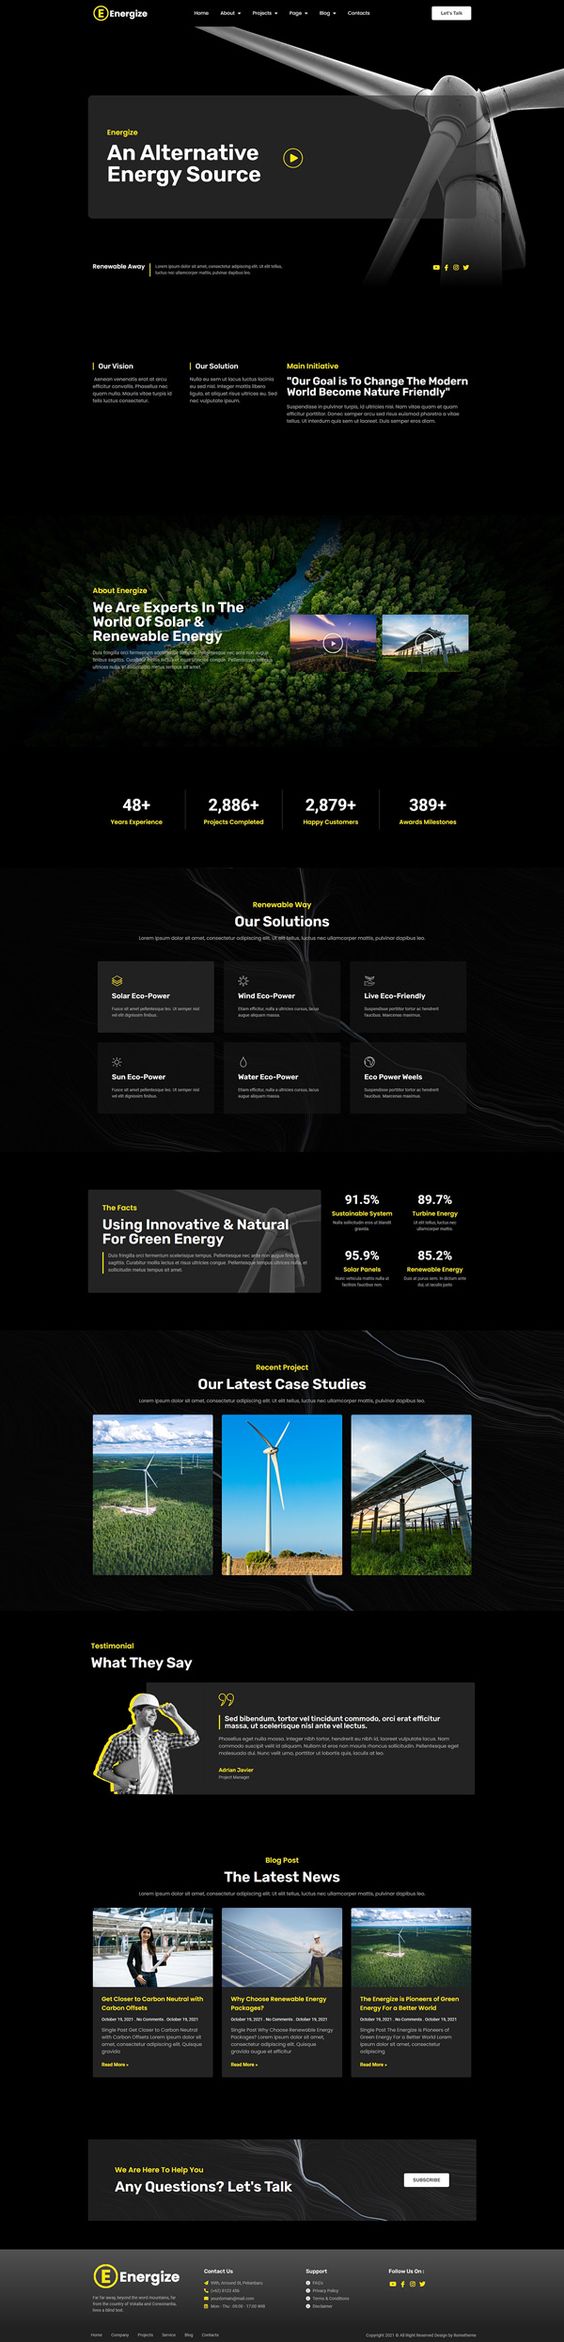 Energize
Home About Projects Page Blog Contacts
Let's Talk
Energize
An Alternative
Energy Source
Renewable Away
Lorem ipsum dolor sit amet, consectetur adipiscing elit. Ut elit tellus,
luctus nec ullamcorper mattis, pulvinar dapibus leo.
Our Vision
Aenean venenatis erat at arcu
efficitur convallis. Phasellus nec
quam nulla. Mauris vitae turpis id
felis luctus consectetur.
Our Solution
Nulla eu sem ut lacus luctus lacinia
eu sed nisl. Integer mattis libero
ligula, et aliquet risus ultrices eu. Sed
nec vulputate ipsum.
Main Initiative
"Our Goal is To Change The Modern
World Become Nature Friendly"
Suspendisse in pulvinar turpis, id ultricies nisl. Nam vitae quam et quam
efficitur porttitor. Donec semper arcu sed risus euismod pharetra a vitae
tellus. Ut interdum quis sem ut laoreet. Duis semper eros diam.
About Energize
We Are Experts In The
World Of Solar &
Renewable Energy
Duis fringilla orci fermentum scelerisque tempus. Pellentesque nec ante non augue
finibus sagittis. Curabitur mollis lectus et risus ultricies congue. Pellentesque tempus
ultrices nulla, et sollicitudin metus tempus sit amet.
48+
Years Experience
2,886+
Projects Completed
2,879+
Happy Customers
389+
Awards Milestones
Renewable Way
Our Solutions
Lorem ipsum dolor sit amet, consectetur adipiscing elit. Ut elit tellus, luctus nec ullamcorper mattis, pulvinar dapibus leo.
Solar Eco-Power
Fusce sit amet pellentesque leo. Ut semper nisl
vel elit dignissim finibus.
Wind Eco-Power
Etiam efficitur, nulla a vulputate cursus, lacus
augue aliquam massa.
Live Eco-Friendly
Suspendisse porttitor tortor ac hendrerit
faucibus. Maecenas maximus.
Sun Eco-Power
Fusce sit amet pellentesque leo. Ut semper nisl
vel elit dignissim finibus.
Water Eco-Power
Etiam efficitur, nulla a vulputate cursus, lacus
augue aliquam massa.
Eco Power Weels
Suspendisse porttitor tortor ac hendrerit
faucibus. Maecenas maximus.
The Facts
Using Innovative & Natural
For Green Energy
Duis fringilla orci fermentum scelerisque tempus. Pellentesque nec ante non augue finibus
sagittis. Curabitur mollis lectus et risus ultricies congue. Pellentesque tempus ultrices nulla, et
sollicitudin metus tempus sit amet.
91.5%
Sustainable System
Nulla sollicitudin eros ut blandit
gravida.
89.7%
Turbine Energy
Ut elit tellus, luctus nec
ullamcorper mattis.
95.9%
Solar Panels
Nunc vehicula mattis nulla ut
facilisis faucibus non.
85.2%
Renewable Energy
Duis at purus sem. In dictum ante
dui, ut iaculis justo
Recent Project
Our Latest Case Studies
Lorem ipsum dolor sit amet, consectetur adipiscing elit. Ut elit tellus, luctus nec ullamcorper mattis, pulvinar dapibus leo.
Testimonial
What They Say
Sed bibendum, tortor vel tincidunt commodo, orci erat efficitur
massa, ut scelerisque nisl ante vel lectus.
Phasellus eget nulla massa. Integer nibh tortor, hendrerit eu nibh id, laoreet vulputate lacus. Nam
commodo suscipit velit id aliquam. Nullam id eros non mauris rhoncus sollicitudin. Pellentesque eget
malesuada dui. Nunc velit urna, porttitor ut lobortis quis, iaculis at leo.
Adrian Javier
Project Manager
Blog Post
The Latest News
Lorem ipsum dolor sit amet, consectetur adipiscing elit. Ut elit tellus, luctus nec ullamcorper mattis, pulvinar dapibus leo.
Get Closer to Carbon Neutral with
Carbon Offsets
October 19, 2021 . No Comments . October 19, 2021
Single Post Get Closer to Carbon Neutral
with Carbon Offsets Lorem ipsum dolor sit
amet, consectetur adipiscing elit. Quisque
gravida
Read More »
Why Choose Renewable Energy
Packages?
October 19, 2021 . No Comments . October 19, 2021
Single Post Why Choose Renewable Energy
Packages? Lorem ipsum dolor sit amet,
consectetur adipiscing elit. Quisque
gravida augue et efficitur
Read More »
The Energize is Pioneers of Green
Energy For a Better World
October 19, 2021 . No Comments . October 19, 2021
Single Post The Energize is Pioneers of
Green Energy For a Better World Lorem
ipsum dolor sit amet, consectetur
adipiscing
Read More »
We Are Here To Help You
Any Questions? Let's Talk
SUBSCRIBE
Energize
Far far away, beyond the word mountains, far
from the country of Vokalia and Consonantia,
lives a blind text.
Contact Us
(+62) 8122 456
yourdomain@mail.com
Mon - Thu : 09:00 - 17:00 WIB
Support
FAQ's
Privacy Policy
Terms & Conditions
Disclaimer
Follow Us On :
Home Company Projects Service Blog Contacts
Copyright 2021 © All Right Reserved Design by